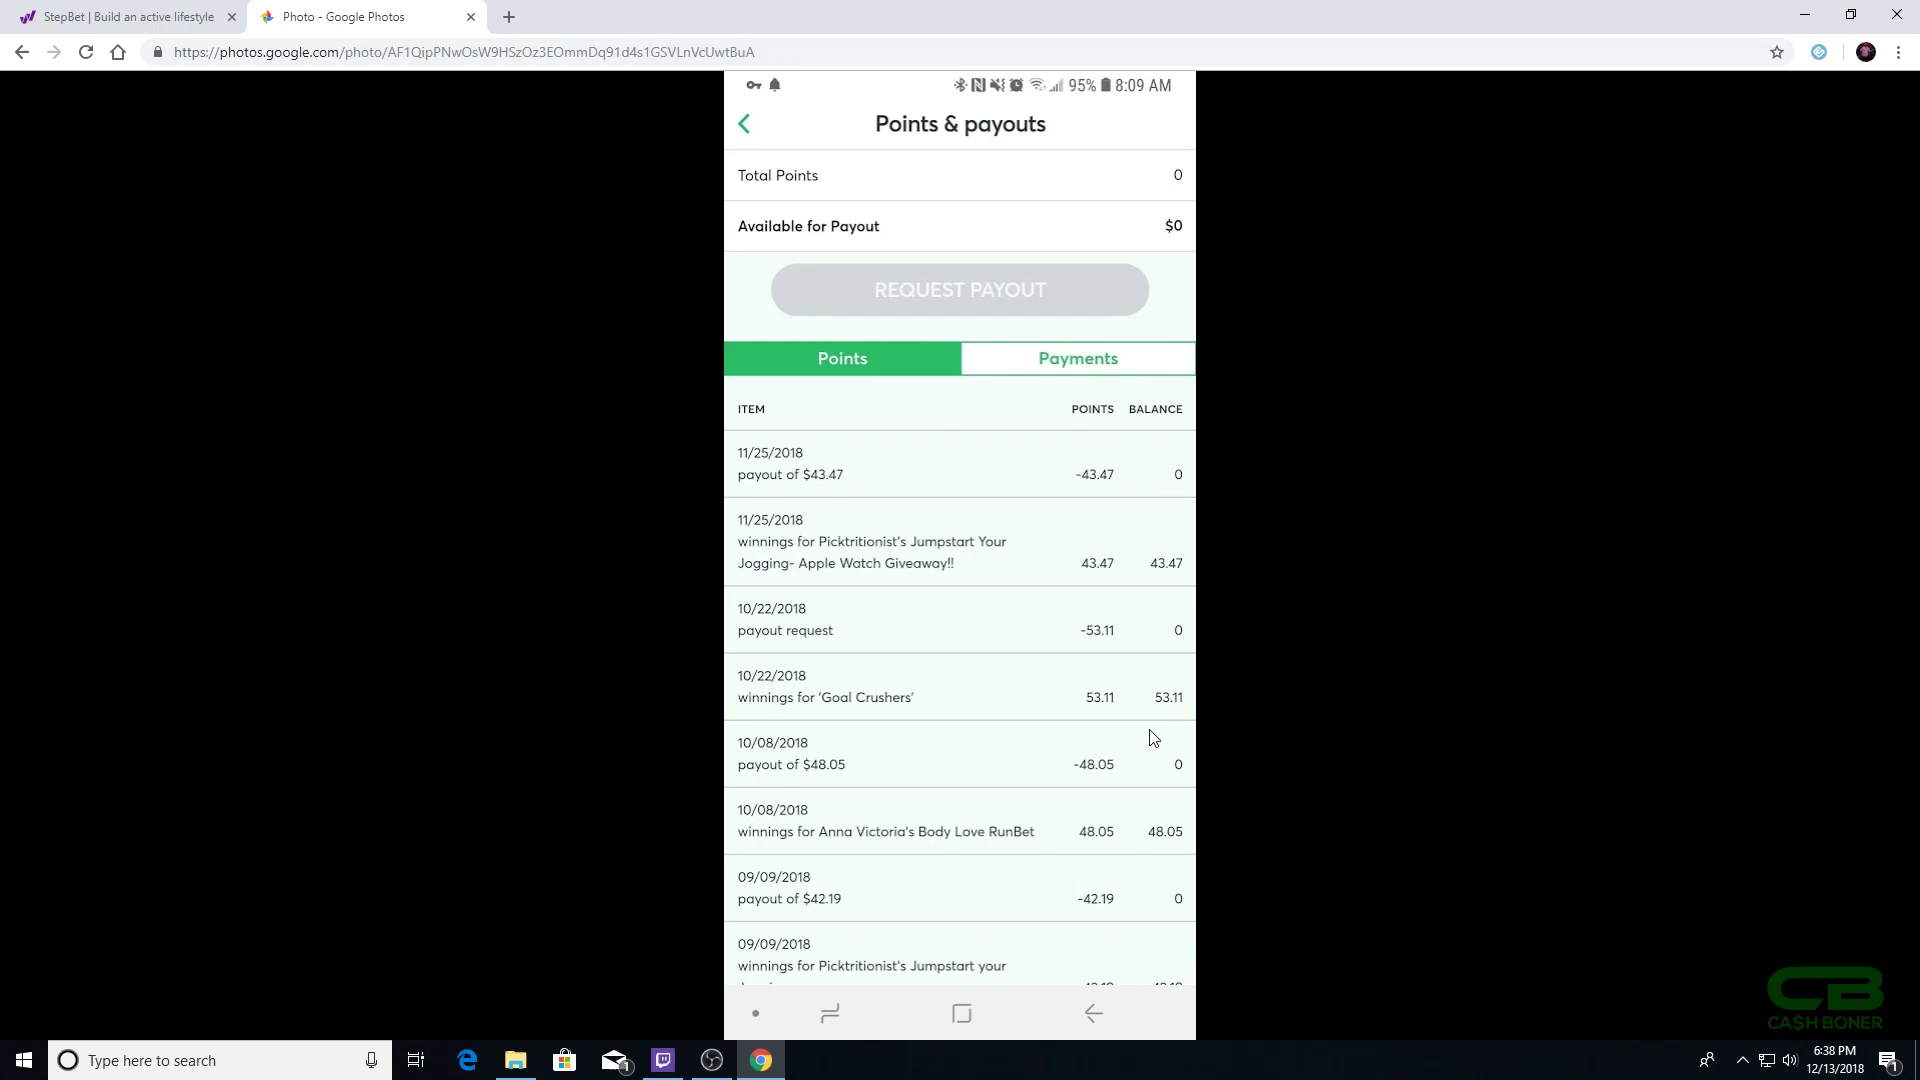 StepBet | Build an active lifestyle
Photo - Google Photos
https://photos.google.com/photo/AF1QipPNwOsW9HSzOz3EOmmDq91d4s1GSVLnVcUwtBuA
95% 8:09 AM
Points & payouts
Total Points 0
Available for Payout $0
REQUEST PAYOUT
Points Payments
ITEM POINTS BALANCE
11/25/2018
payout of $43.47 -43.47 0
11/25/2018
winnings for Picktritionist's Jumpstart Your
Jogging- Apple Watch Giveaway!! 43.47 43.47
10/22/2018
payout request -53.11 0
10/22/2018
winnings for 'Goal Crushers' 53.11 53.11
10/08/2018
payout of $48.05 -48.05 0
10/08/2018
winnings for Anna Victoria's Body Love RunBet 48.05 48.05
09/09/2018
payout of $42.19 -42.19 0
09/09/2018
winnings for Picktritionist's Jumpstart your
CB
CA$H BONER
Type here to search
1
6:38 PM
12/13/2018
1